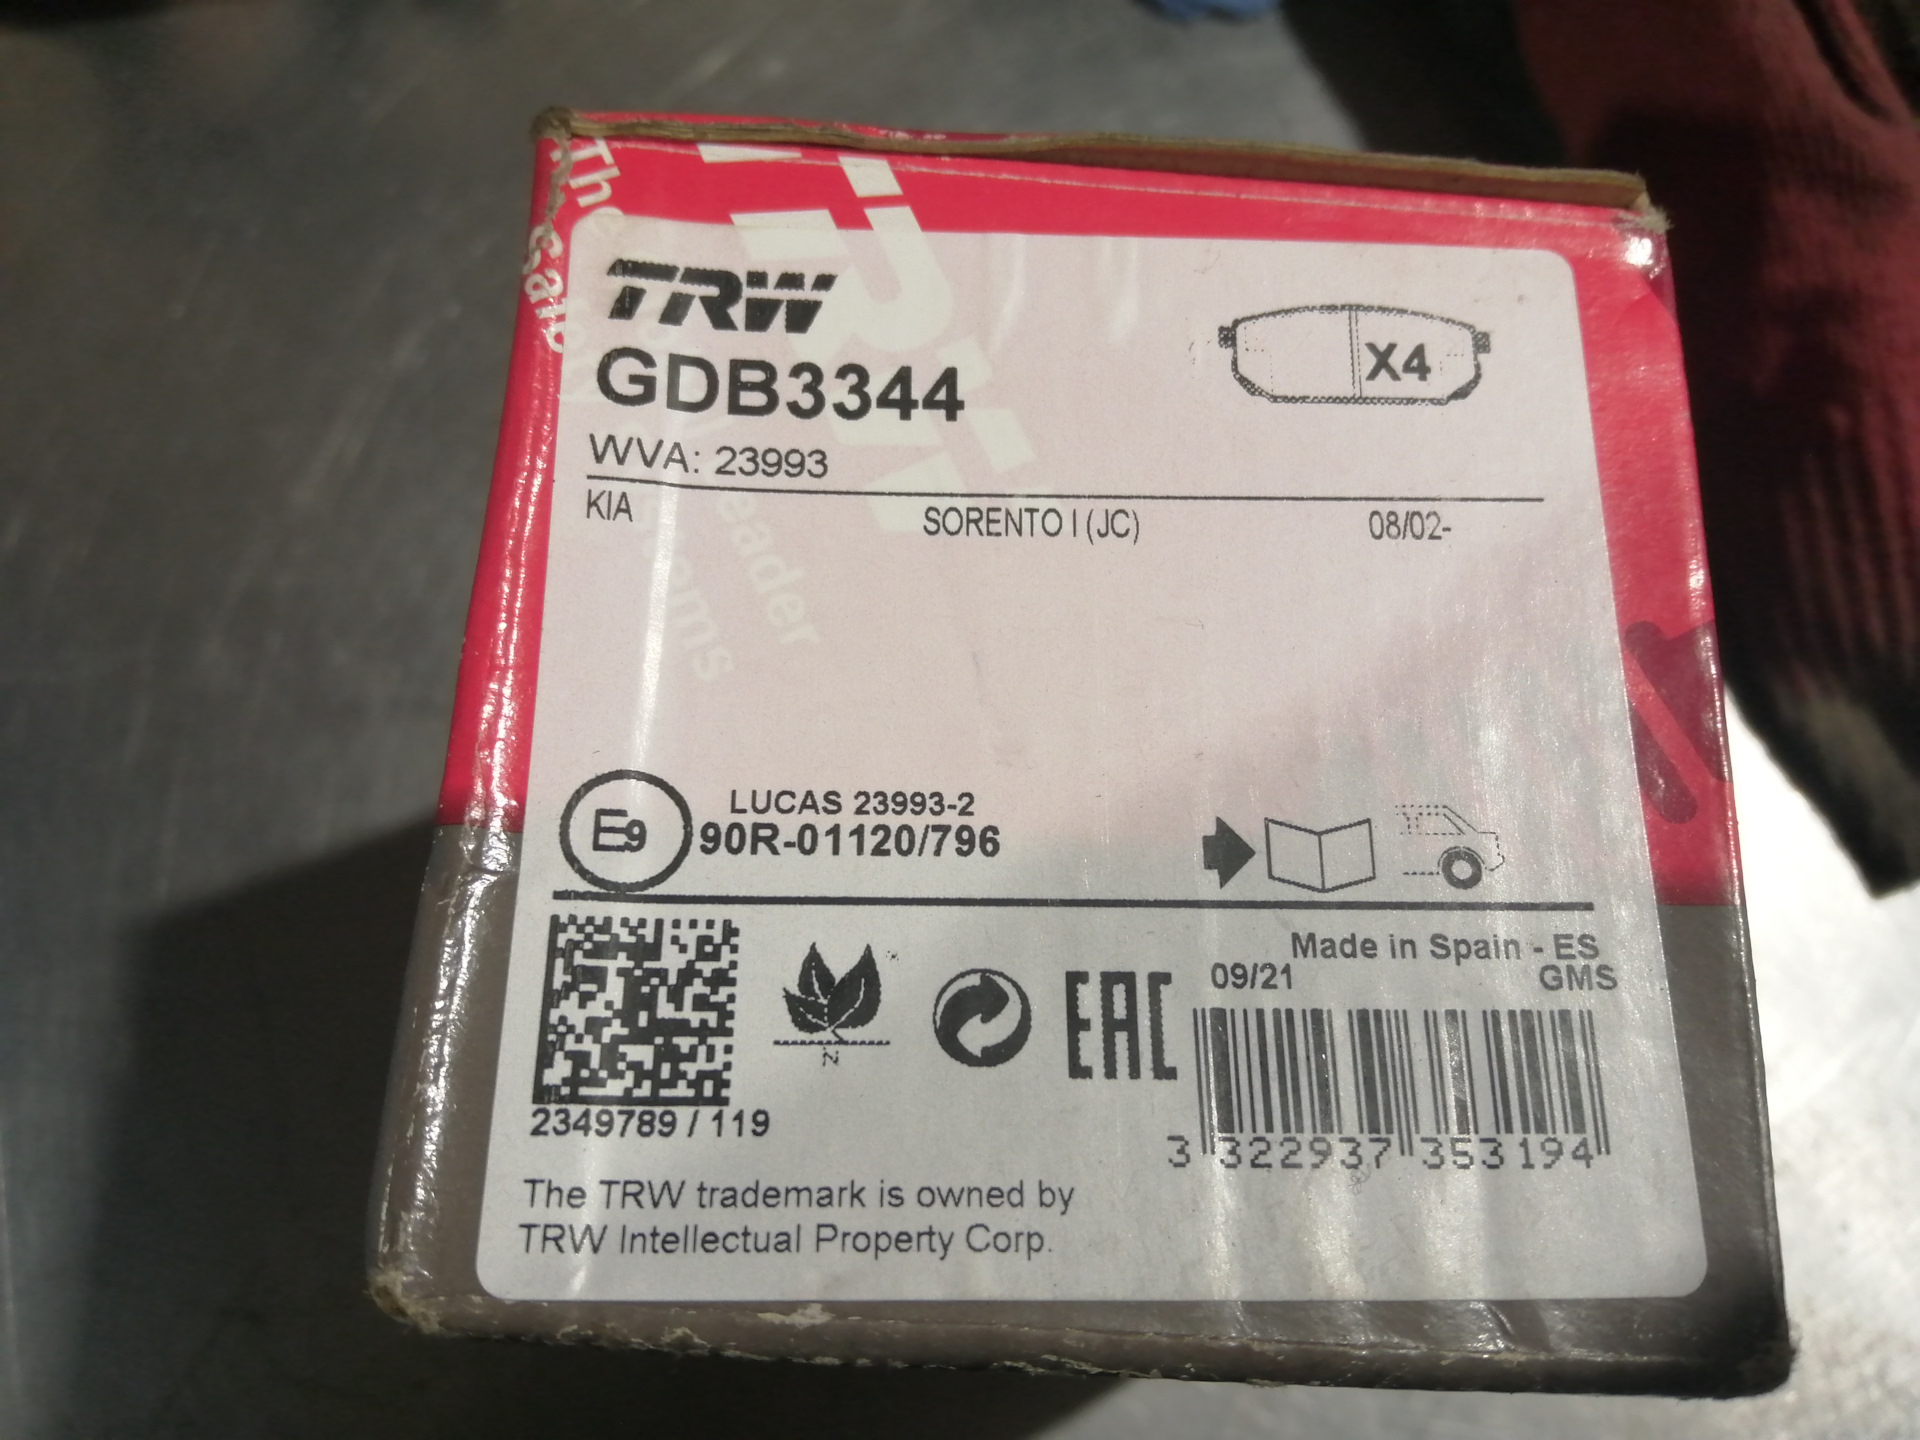 TRW
GDB3344
X4
WVA: 23993
KIA SORENTO I (JC) 08/02-
E9
LUCAS 23993-2
90R-01120/796
Made in Spain - ES
09/21 GMS
N
EAC
2349789 / 119
3 322937 353194
The TRW trademark is owned by
TRW Intellectual Property Corp.